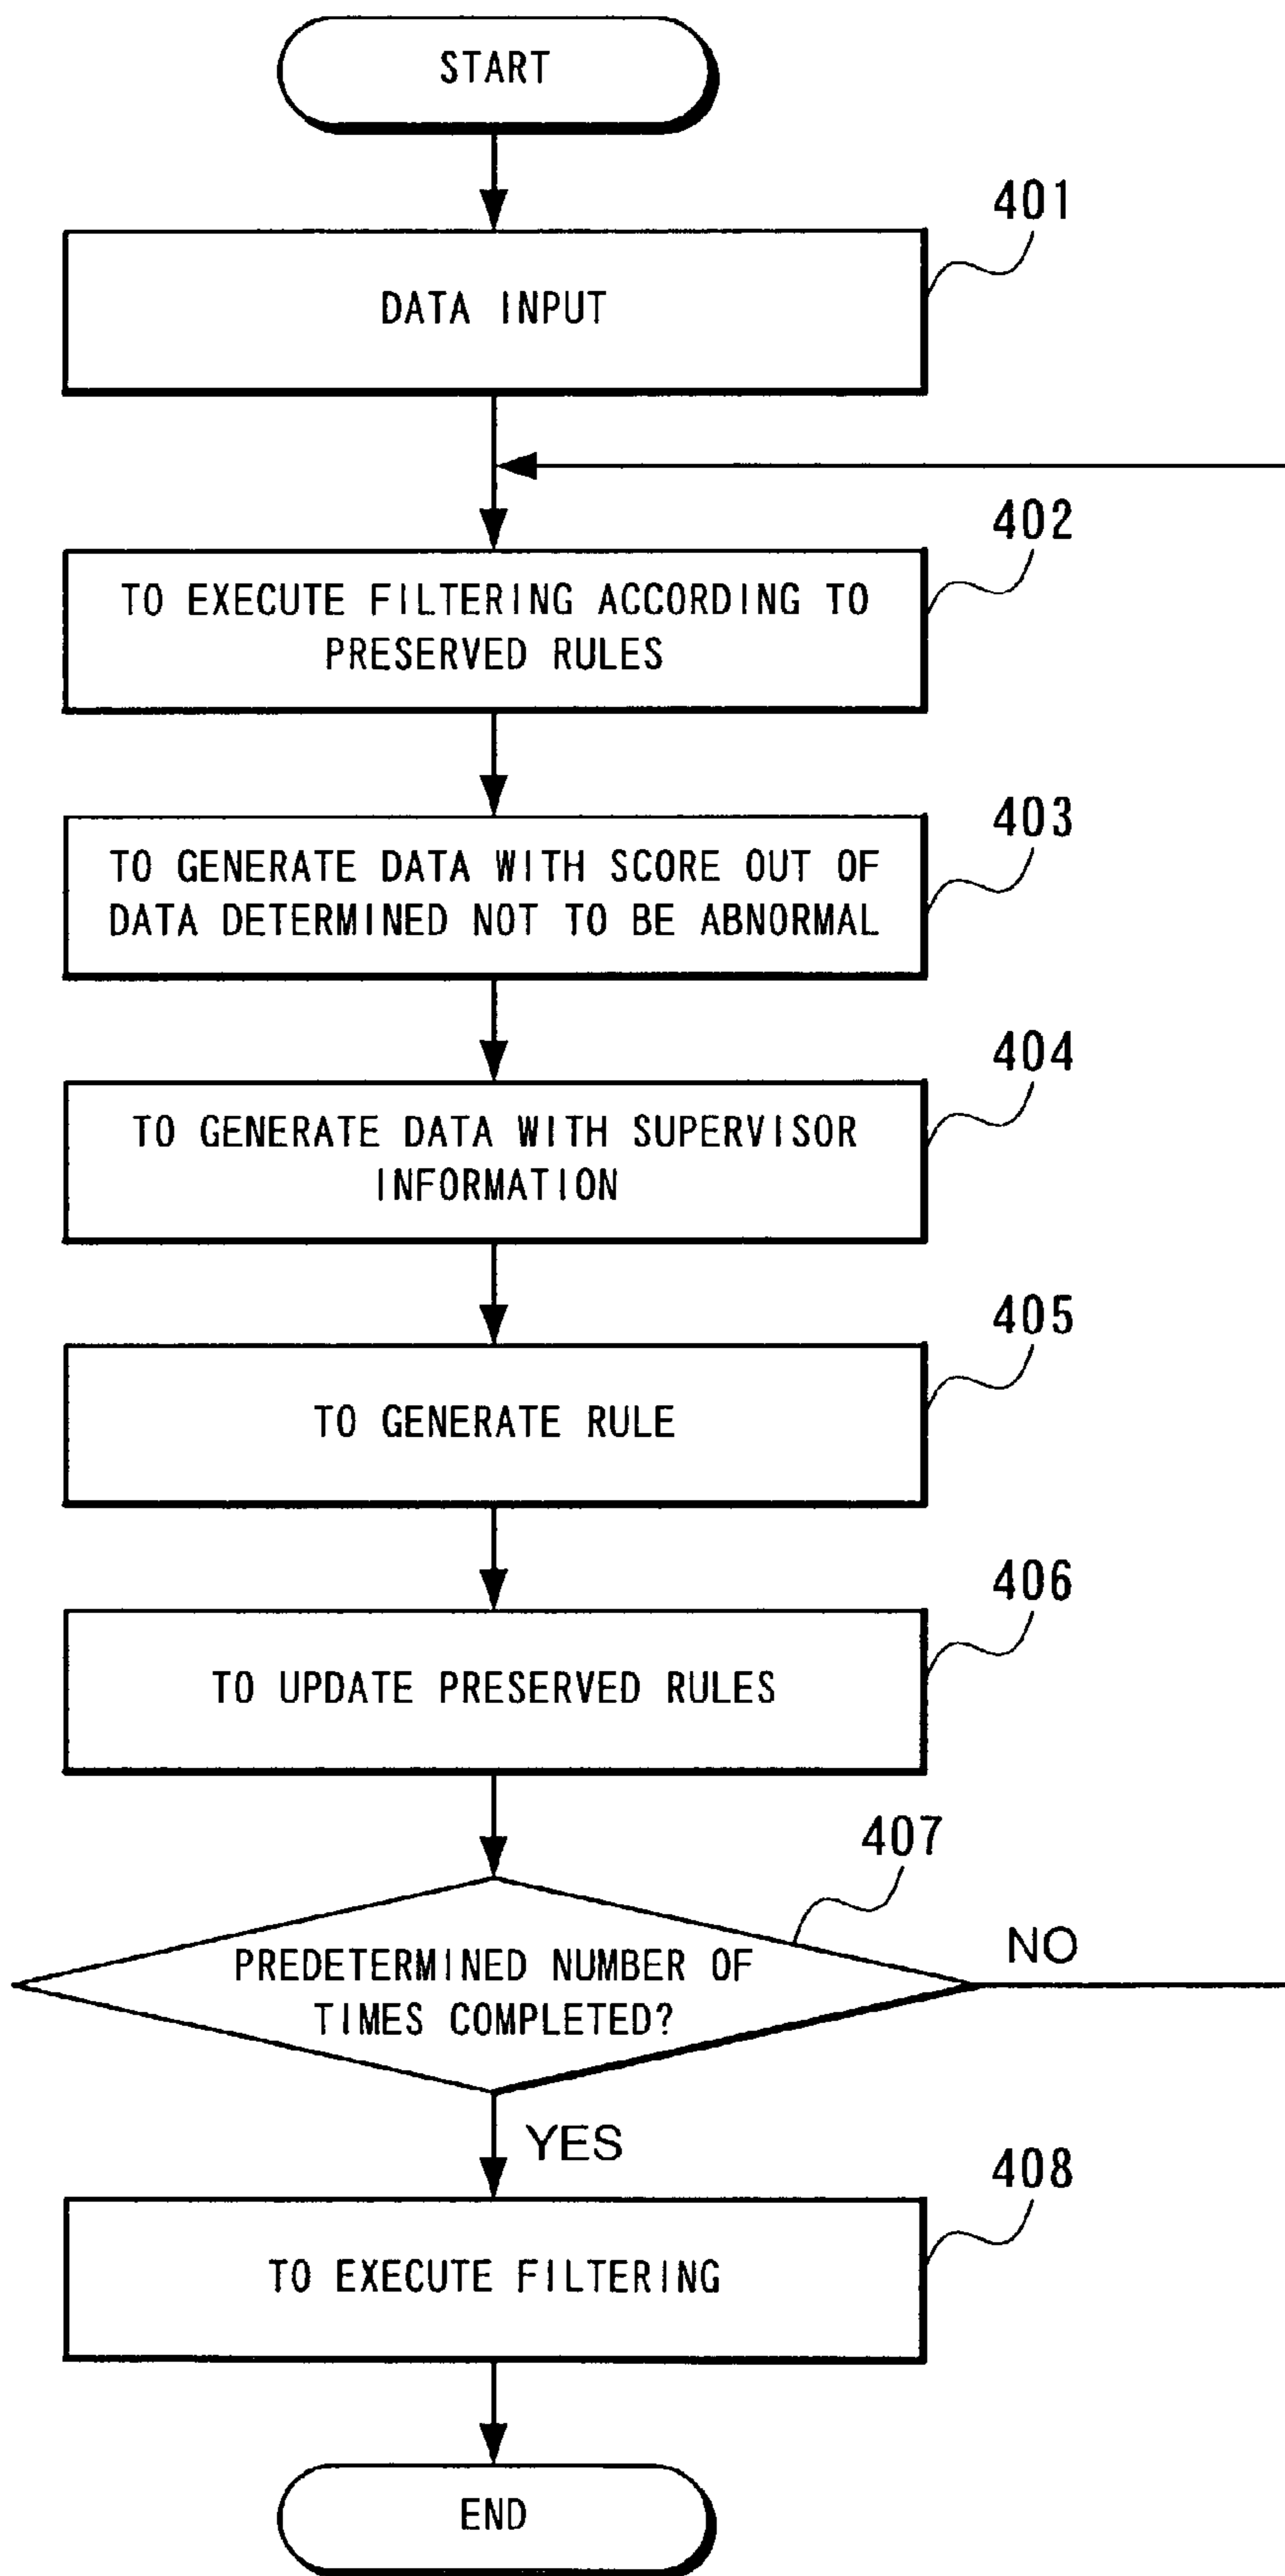 START
401
DATA INPUT
402
TO EXECUTE FILTERING ACCORDING TO
PRESERVED RULES
403
TO GENERATE DATA WITH SCORE OUT OF
DATA DETERMINED NOT TO BE ABNORMAL
404
TO GENERATE DATA WITH SUPERVISOR
INFORMATION
405
TO GENERATE RULE
406
TO UPDATE PRESERVED RULES
407
PREDETERMINED NUMBER OF
TIMES COMPLETED?
NO
YES
408
TO EXECUTE FILTERING
END